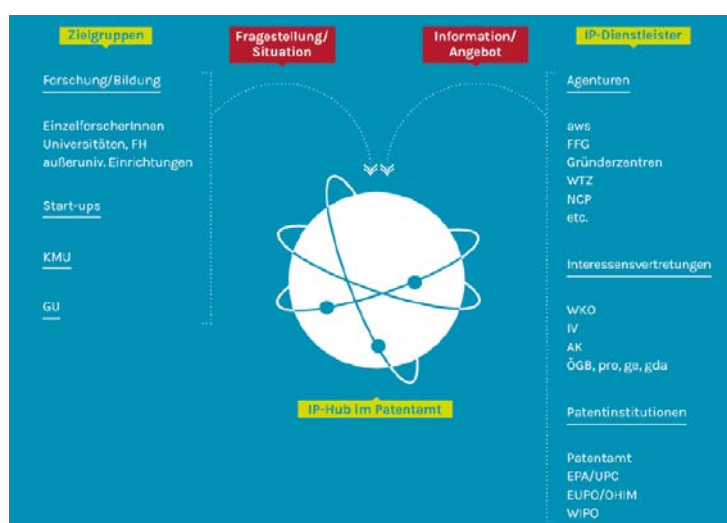 Zielgruppen
Forschung/Bildung
EinzelforscherInnen
Universitäten, FH
außeruniv. Einrichtungen
Start-ups
KMU
GU
Fragestellung/
Situation
Information/
Angebot
IP-Hub im Patentamt
IP-Dienstleister
Agenturen
aws
FFG
Gründerzentren
WTZ
NCP
etc.
Interessensvertretungen
WKO
IV
AK
ÖGB, pro, ge, gda
Patentinstitutionen
Patentamt
EPA/UPC
EUPO/OHIM
WIPO